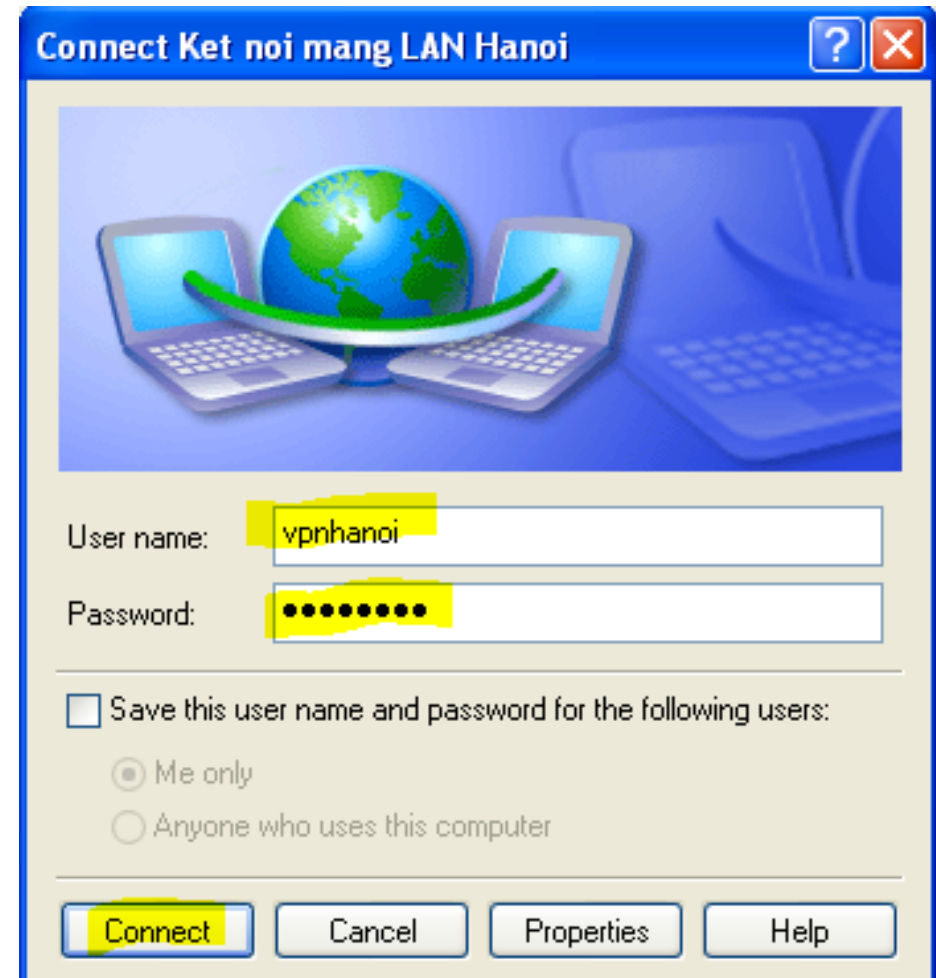 Connect Ket noi mang LAN Hanoi
User name: vpnhanoi
Password: ●●●●●●●●
Save this user name and password for the following users:
Me only
Anyone who uses this computer
Connect Cancel Properties Help